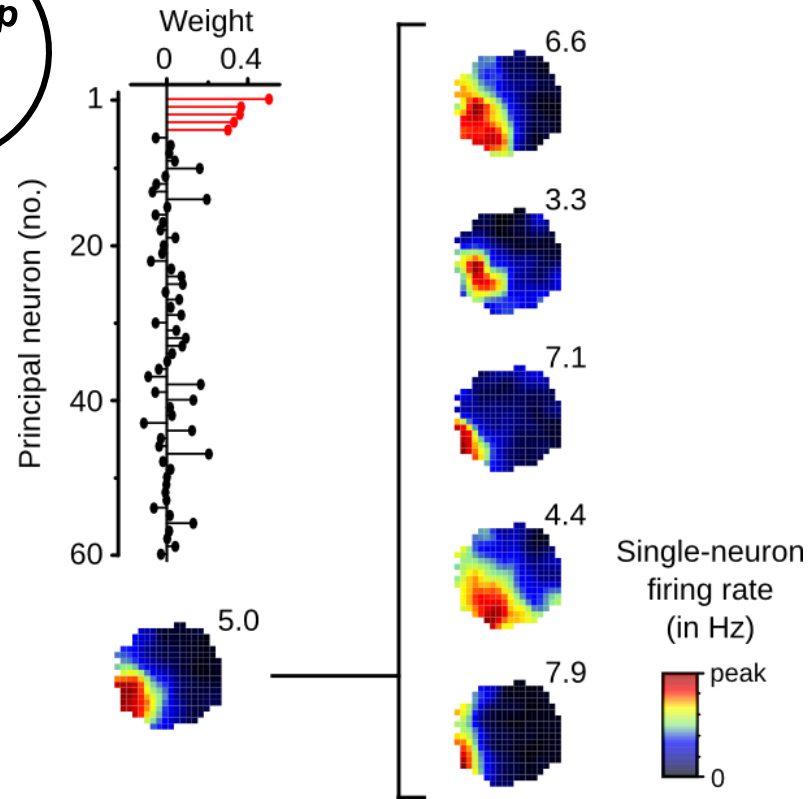 p
Weight
0 0.4
1
20
40
60
Principal neuron (no.)
5.0
6.6
3.3
7.1
4.4
7.9
Single-neuron
firing rate
(in Hz)
peak
0